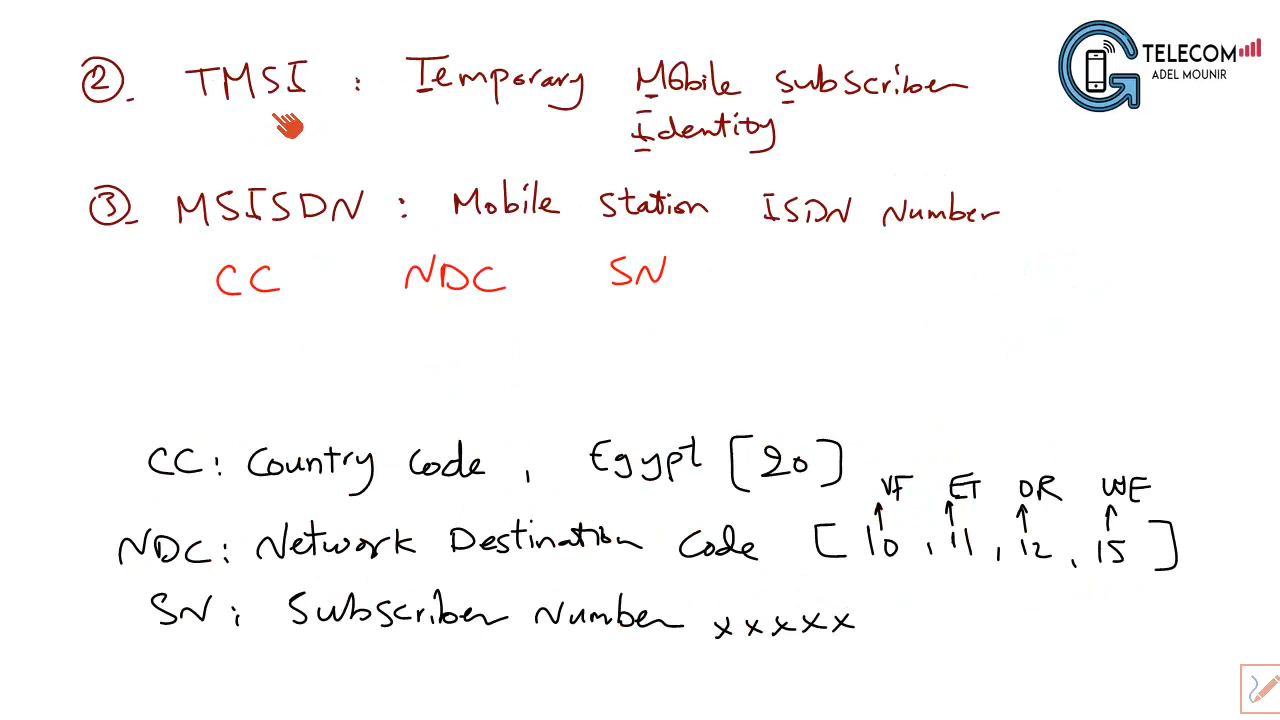 TELECOM
ADEL MOUNIR
②. TMSI : Temporary Mobile Subscriber
Identity
③. MSISDN : Mobile Station ISDN Number
CC NDC SN
CC : Country Code , Egypt [20]
VF ET OR WE
NDC : Network Destination Code [10 , 11 , 12 , 15]
SN : Subscriber Number x x x x x